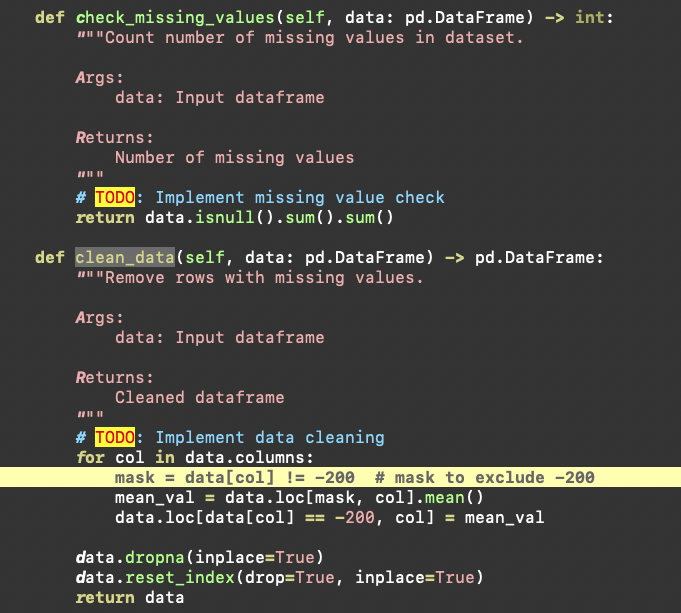 def check_missing_values(self, data: pd.DataFrame) -> int:
"""Count number of missing values in dataset.
Args:
data: Input dataframe
Returns:
Number of missing values
"""
# TODO: Implement missing value check
return data.isnull().sum().sum()
def clean_data(self, data: pd.DataFrame) -> pd.DataFrame:
"""Remove rows with missing values.
Args:
data: Input dataframe
Returns:
Cleaned dataframe
"""
# TODO: Implement data cleaning
for col in data.columns:
mask = data[col] != -200  # mask to exclude -200
mean_val = data.loc[mask, col].mean()
data.loc[data[col] == -200, col] = mean_val
data.dropna(inplace=True)
data.reset_index(drop=True, inplace=True)
return data